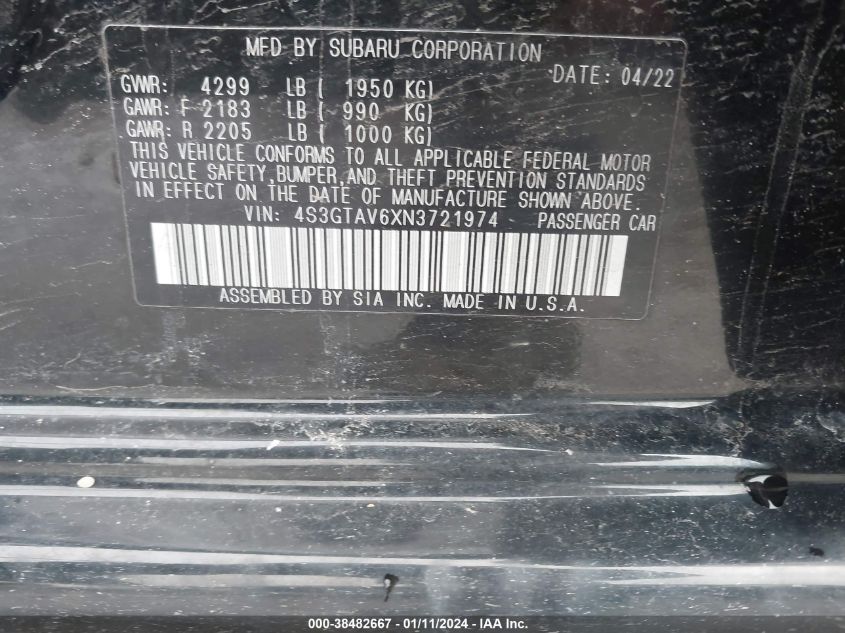 MFD BY SUBARU CORPORATION
DATE: 04/22
GVWR: 4299 LB ( 1950 KG)
GAWR: F 2183 LB ( 990 KG)
GAWR: R 2205 LB ( 1000 KG)
THIS VEHICLE CONFORMS TO ALL APPLICABLE FEDERAL MOTOR
VEHICLE SAFETY, BUMPER, AND THEFT PREVENTION STANDARDS
IN EFFECT ON THE DATE OF MANUFACTURE SHOWN ABOVE.
VIN: 4S3GTAV6XN3721974 PASSENGER CAR
ASSEMBLED BY SIA INC. MADE IN U.S.A.
000-38482667 - 01/11/2024 - IAA Inc.